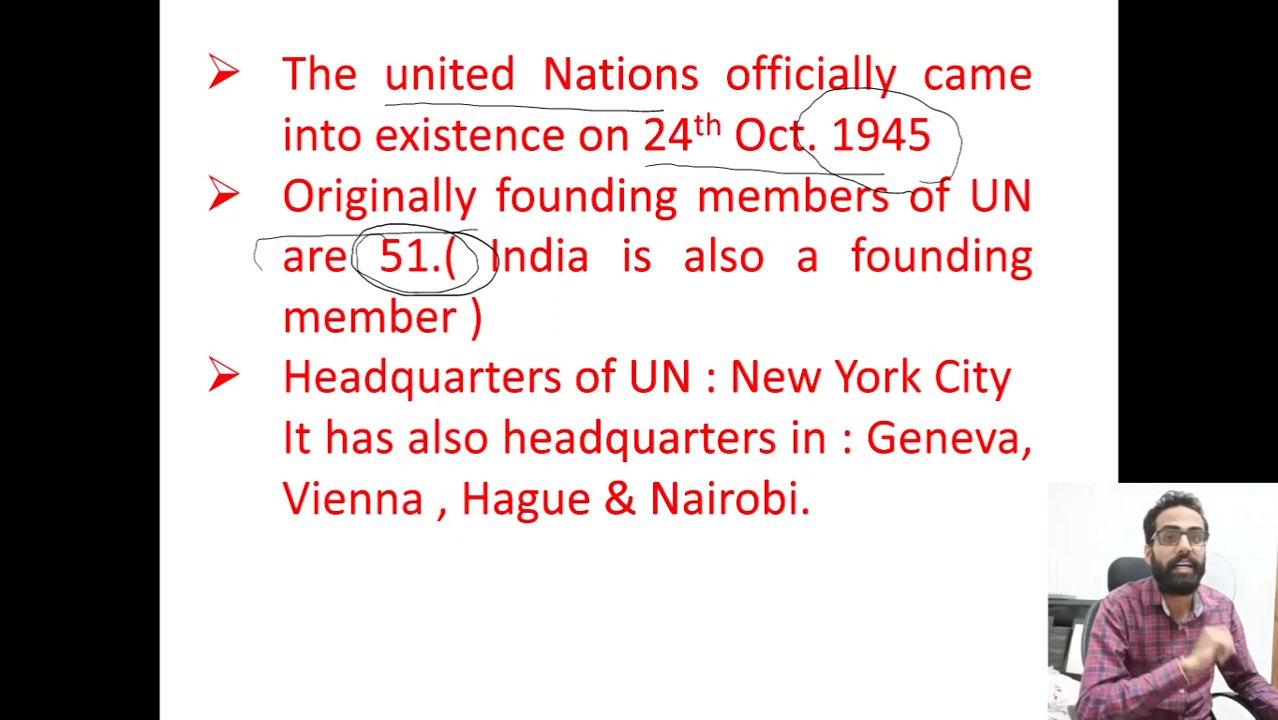 ➢ The united Nations officially came
into existence on 24th Oct. 1945
➢ Originally founding members of UN
are 51.( India is also a founding
member )
➢ Headquarters of UN : New York City
It has also headquarters in : Geneva,
Vienna , Hague & Nairobi.